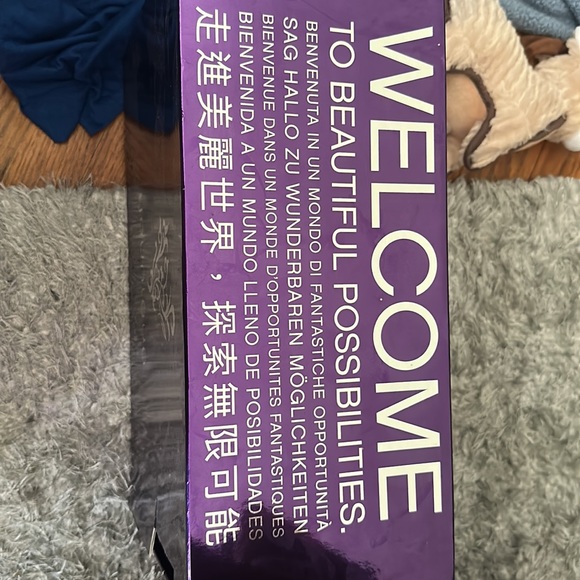 WELCOME
TO BEAUTIFUL POSSIBILITIES.
BENVENUTA IN UN MONDO DI FANTASTICHE OPPORTUNITÀ
SAG HALLO ZU WUNDERBAREN MÖGLICHKEITEN
BIENVENUE DANS UN MONDE D'OPPORTUNITES FANTASTIQUES
BIENVENIDA A UN MUNDO LLENO DE POSIBILIDADES
走進美麗世界，探索無限可能